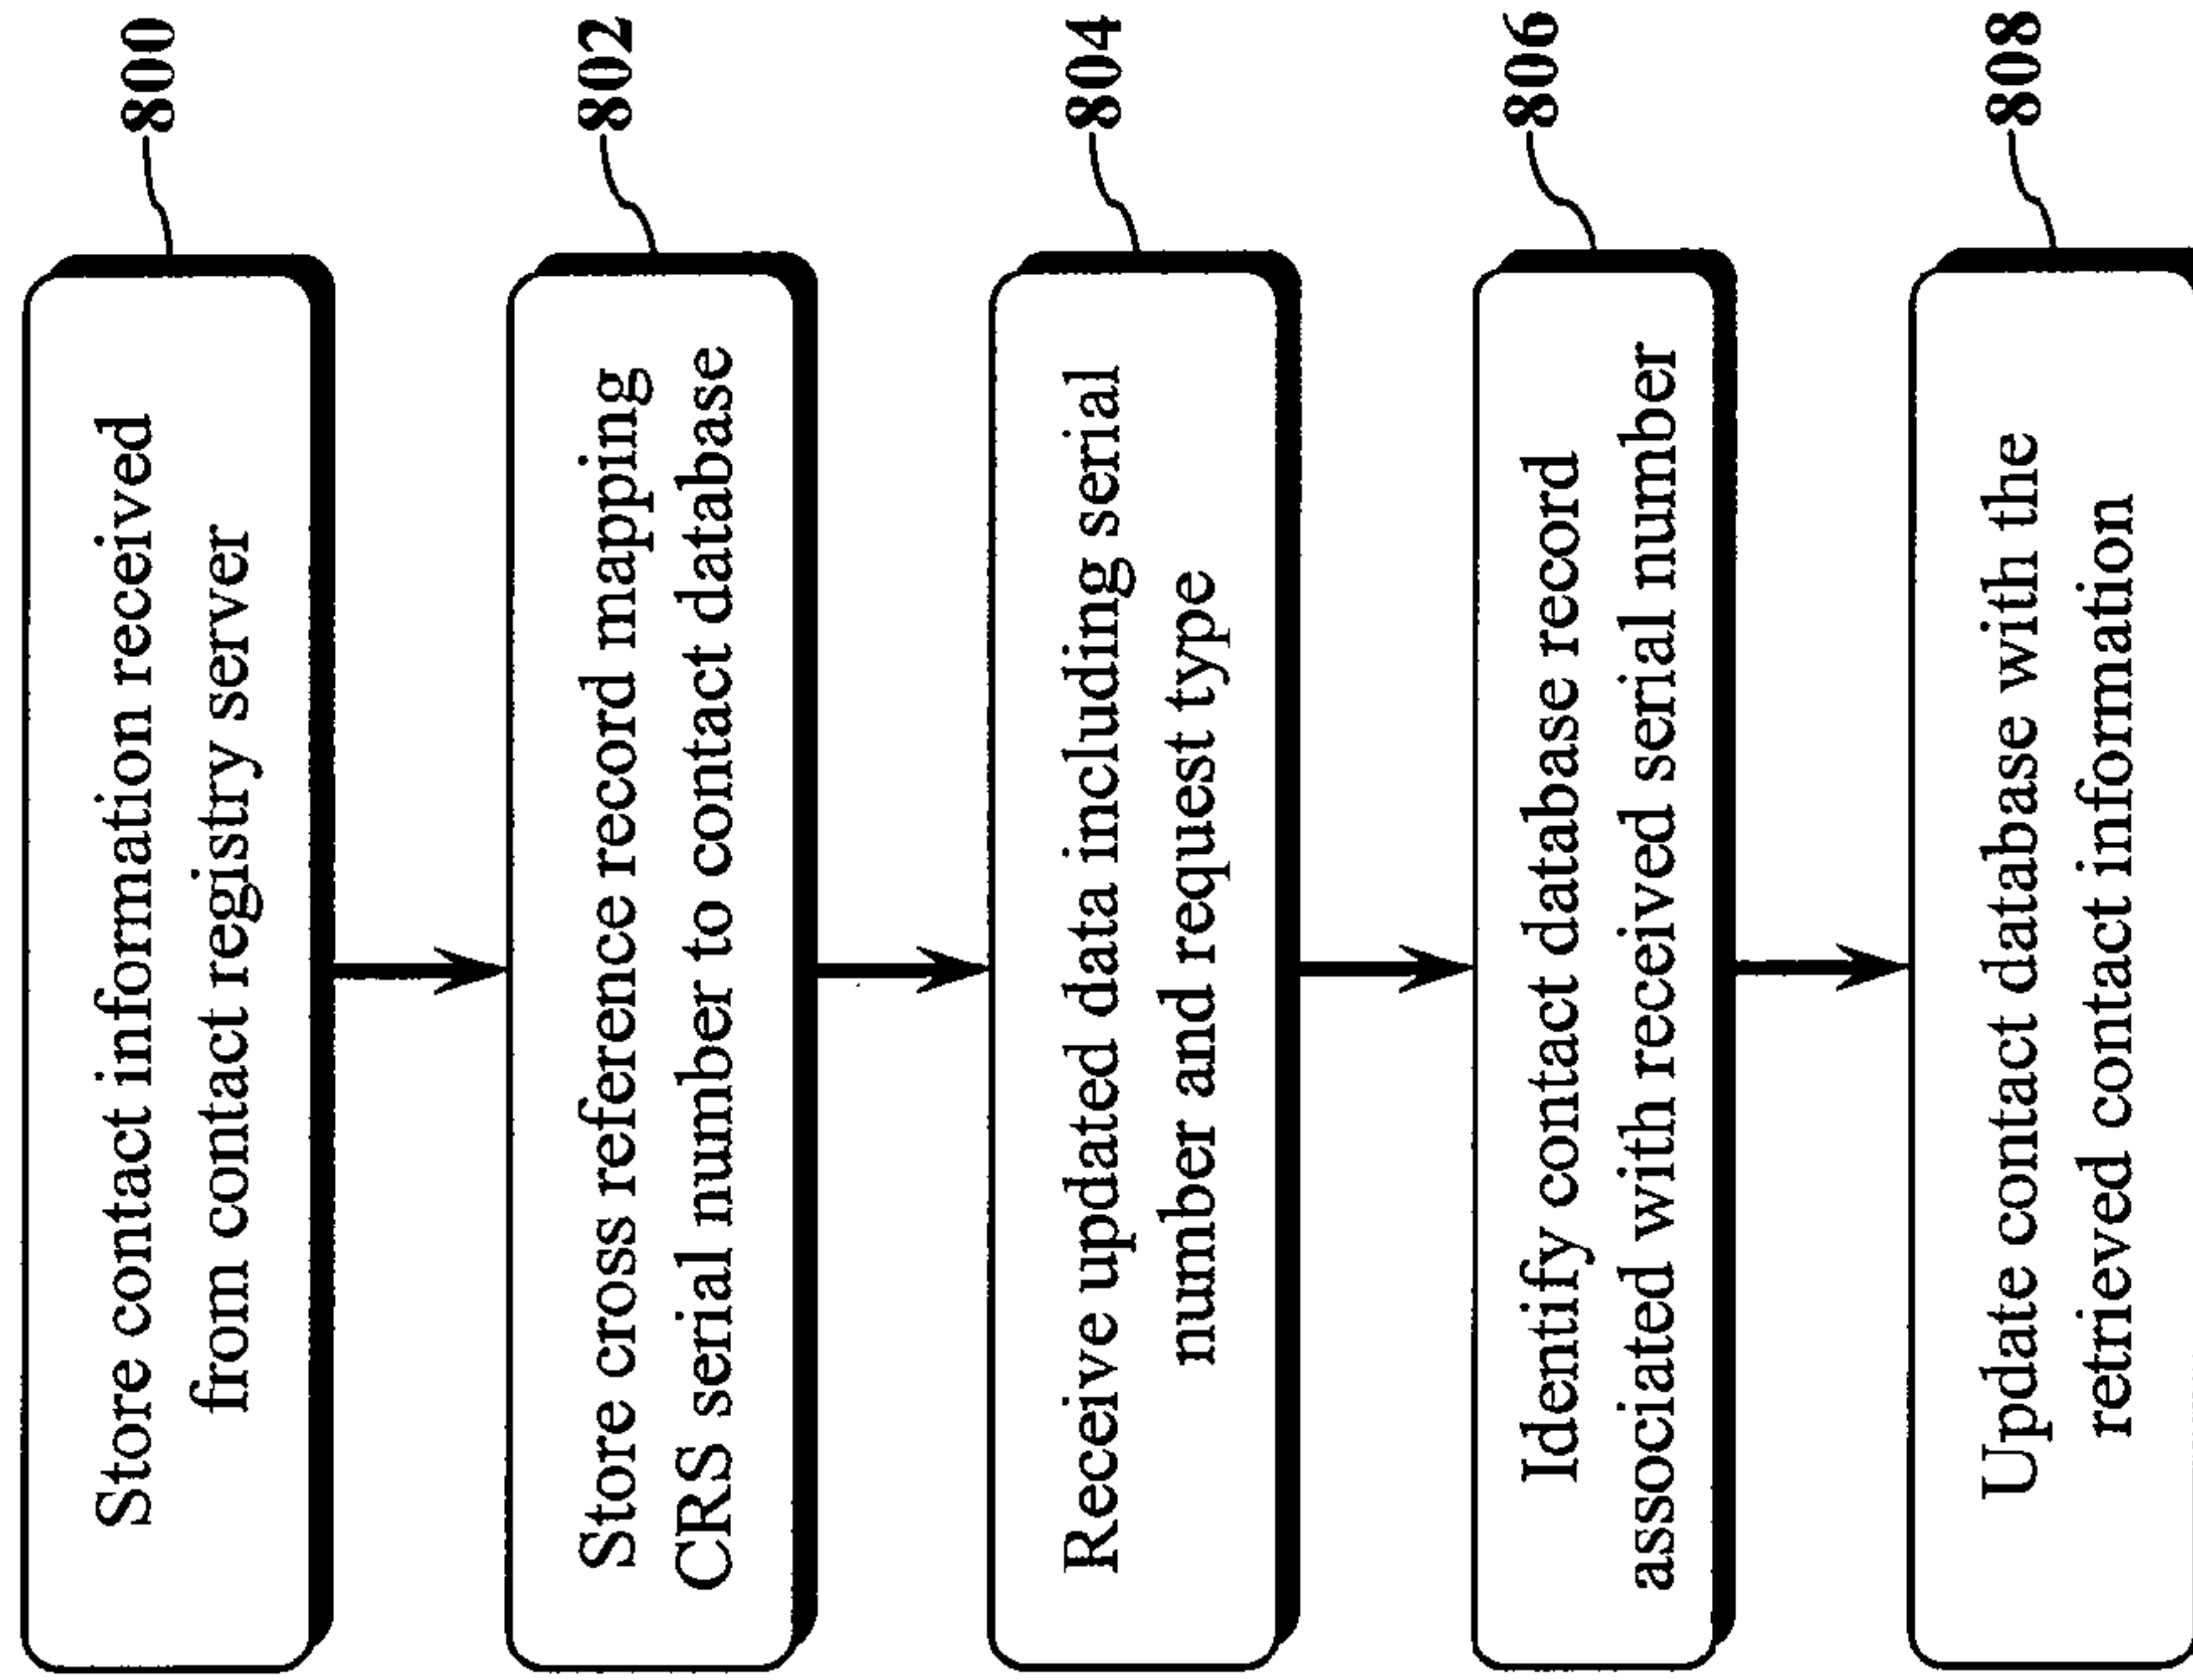 Store contact information received
from contact registry server
800
Store cross reference record mapping
CRS serial number to contact database
802
Receive updated data including serial
number and request type
804
Identify contact database record
associated with received serial number
806
Update contact database with the
retrieved contact information
808